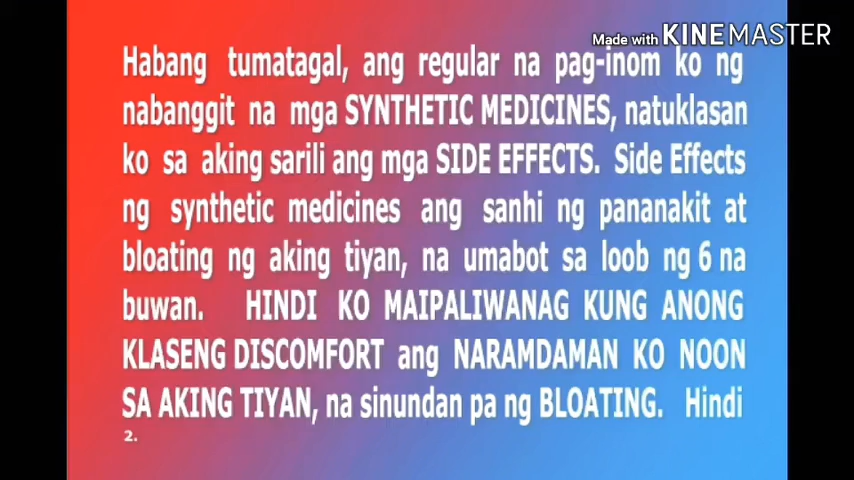 Made with KINEMASTER
Habang tumatagal, ang regular na pag-inom ko ng
nabanggit na mga SYNTHETIC MEDICINES, natuklasan
ko sa aking sarili ang mga SIDE EFFECTS. Side Effects
ng synthetic medicines ang sanhi ng pananakit at
bloating ng aking tiyan, na umabot sa loob ng 6 na
buwan. HINDI KO MAIPALIWANAG KUNG ANONG
KLASENG DISCOMFORT ang NARAMDAMAN KO NOON
SA AKING TIYAN, na sinundan pa ng BLOATING. Hindi
2.